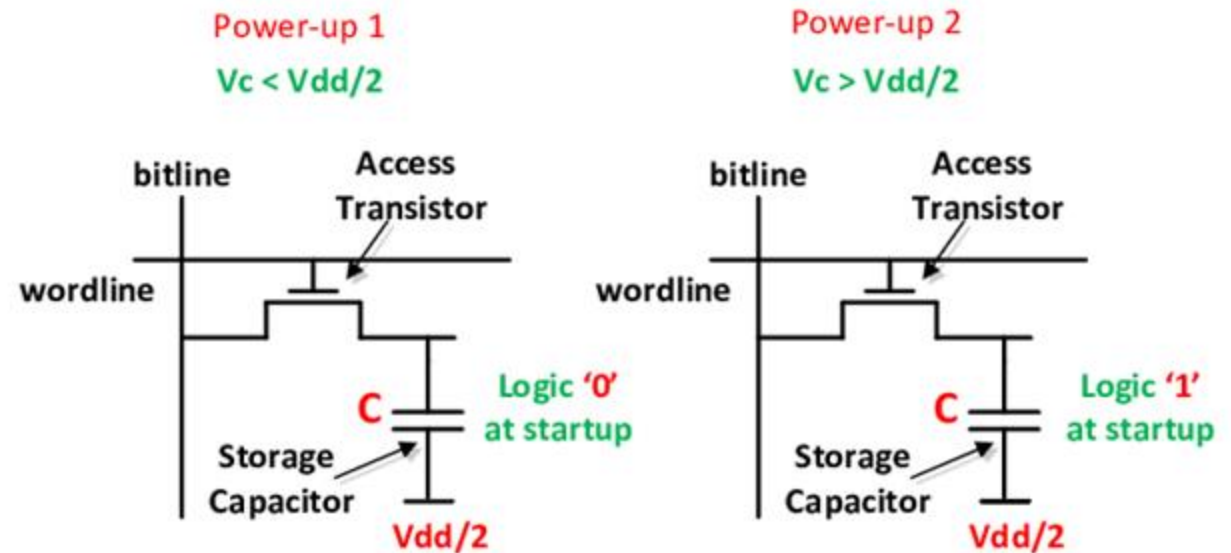 Power-up 1
Vc < Vdd/2
bitline
Access
Transistor
wordline
C
Logic ‘0’
at startup
Storage
Capacitor
Vdd/2
Power-up 2
Vc > Vdd/2
bitline
Access
Transistor
wordline
C
Logic ‘1’
at startup
Storage
Capacitor
Vdd/2